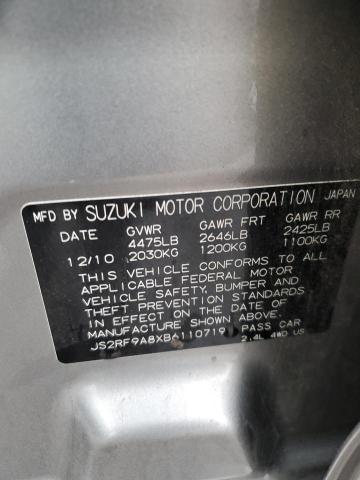 MFD BY SUZUKI MOTOR CORPORATION JAPAN
DATE GVWR GAWR FRT GAWR RR
4475LB 2646LB 2425LB
12/10 2030KG 1200KG 1100KG
THIS VEHICLE CONFORMS TO ALL
APPLICABLE FEDERAL MOTOR
VEHICLE SAFETY, BUMPER AND
THEFT PREVENTION STANDARDS
IN EFFECT ON THE DATE OF
MANUFACTURE SHOWN ABOVE.
JS2RF9A8XB6110719 PASS CAR
2.4L 4WD US